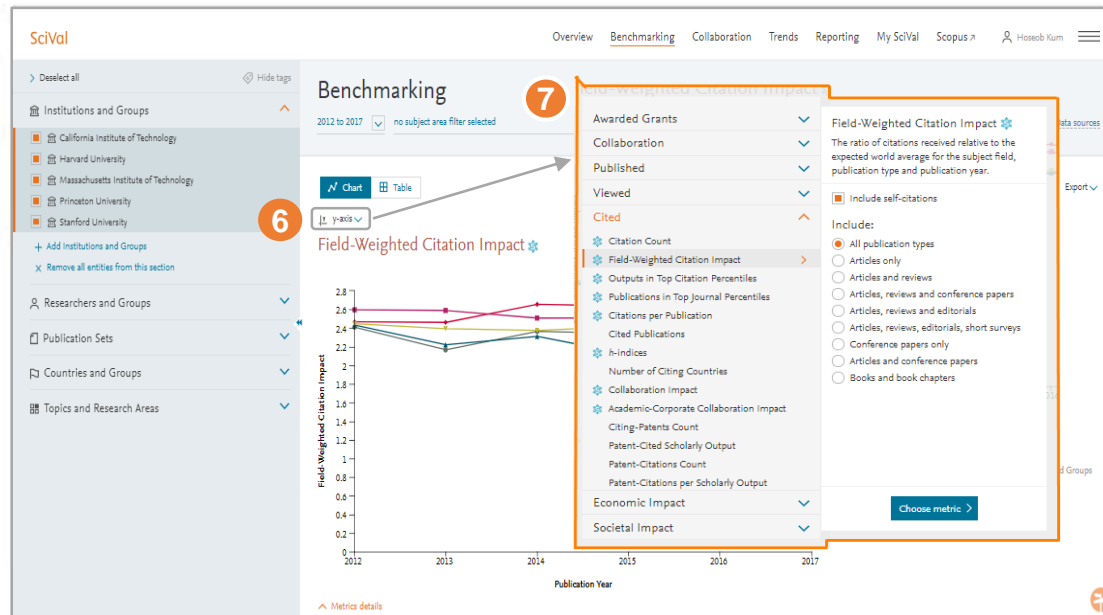 SciVal
Overview Benchmarking Collaboration Trends Reporting My SciVal Scopus Hoseob Kum
Deselect all Hide tags
Institutions and Groups
California Institute of Technology
Harvard University
Massachusetts Institute of Technology
Princeton University
Stanford University
+ Add Institutions and Groups
x Remove all entities from this section
Researchers and Groups
Publication Sets
Countries and Groups
Topics and Research Areas
Benchmarking
2012 to 2017 no subject area filter selected
Chart Table
6
y-axis
Field-Weighted Citation Impact
Field-Weighted Citation Impact
2.8
2.6
2.4
2.2
2
1.8
1.6
1.4
1.2
1
0.8
0.6
0.4
0.2
0
2012 2013 2014 2015 2016 2017
Publication Year
Metrics details
7
Field-Weighted Citation Impact
Awarded Grants
Collaboration
Published
Viewed
Cited
Citation Count
Field-Weighted Citation Impact
Outputs in Top Citation Percentiles
Publications in Top Journal Percentiles
Citations per Publication
Cited Publications
h-indices
Number of Citing Countries
Collaboration Impact
Academic-Corporate Collaboration Impact
Citing-Patents Count
Patent-Cited Scholarly Output
Patent-Citations Count
Patent-Citations per Scholarly Output
Economic Impact
Societal Impact
Field-Weighted Citation Impact
The ratio of citations received relative to the
expected world average for the subject field,
publication type and publication year.
Include self-citations
Include:
All publication types
Articles only
Articles and reviews
Articles, reviews and conference papers
Articles, reviews and editorials
Articles, reviews, editorials, short surveys
Conference papers only
Articles and conference papers
Books and book chapters
Choose metric
sources
Export
Groups